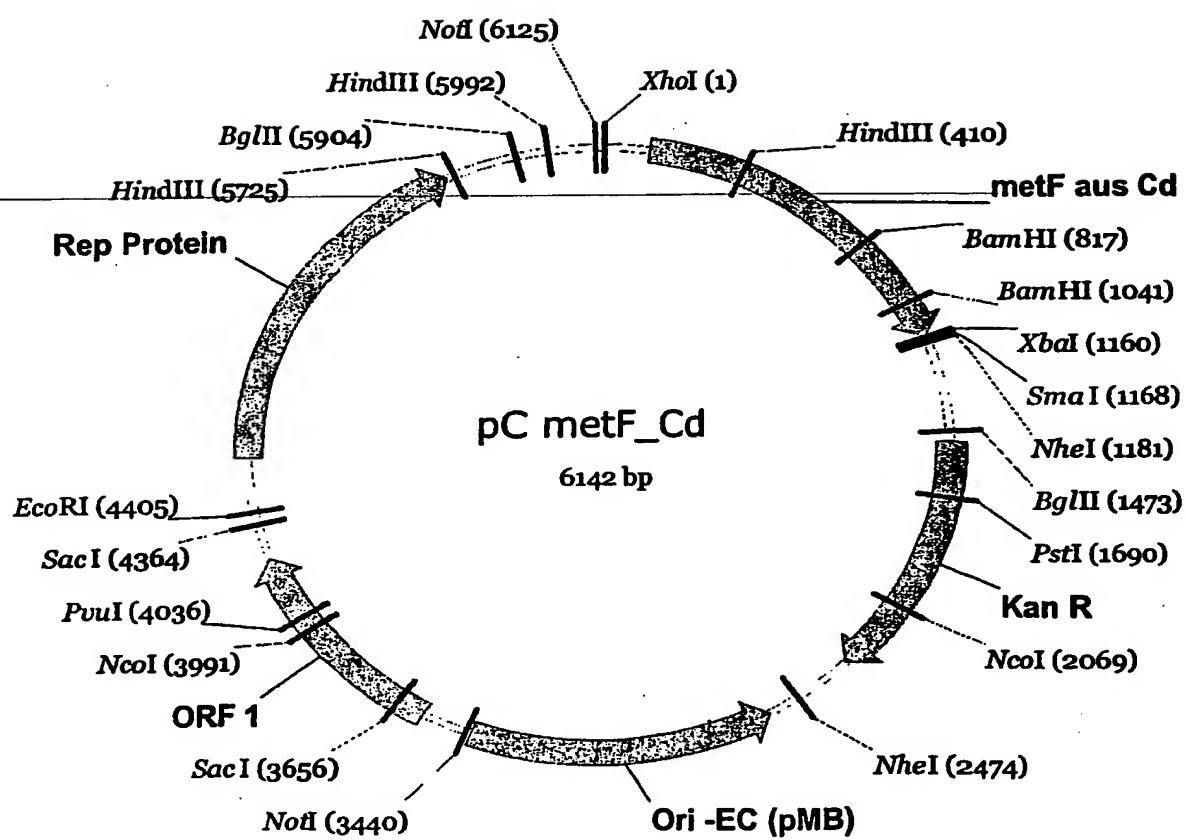 NotI (6125)
XhoI (1)
HindIII (5992)
HindIII (410)
BglII (5904)
HindIII (5725)
metF aus Cd
Rep Protein
BamHI (817)
BamHI (1041)
XbaI (1160)
SmaI (1168)
pC metF_Cd
NheI (1181)
6142 bp
BglII (1473)
EcoRI (4405)
PstI (1690)
SacI (4364)
Kan R
PvuI (4036)
NcoI (2069)
NcoI (3991)
ORF 1
SacI (3656)
NheI (2474)
NotI (3440)
Ori -EC (pMB)